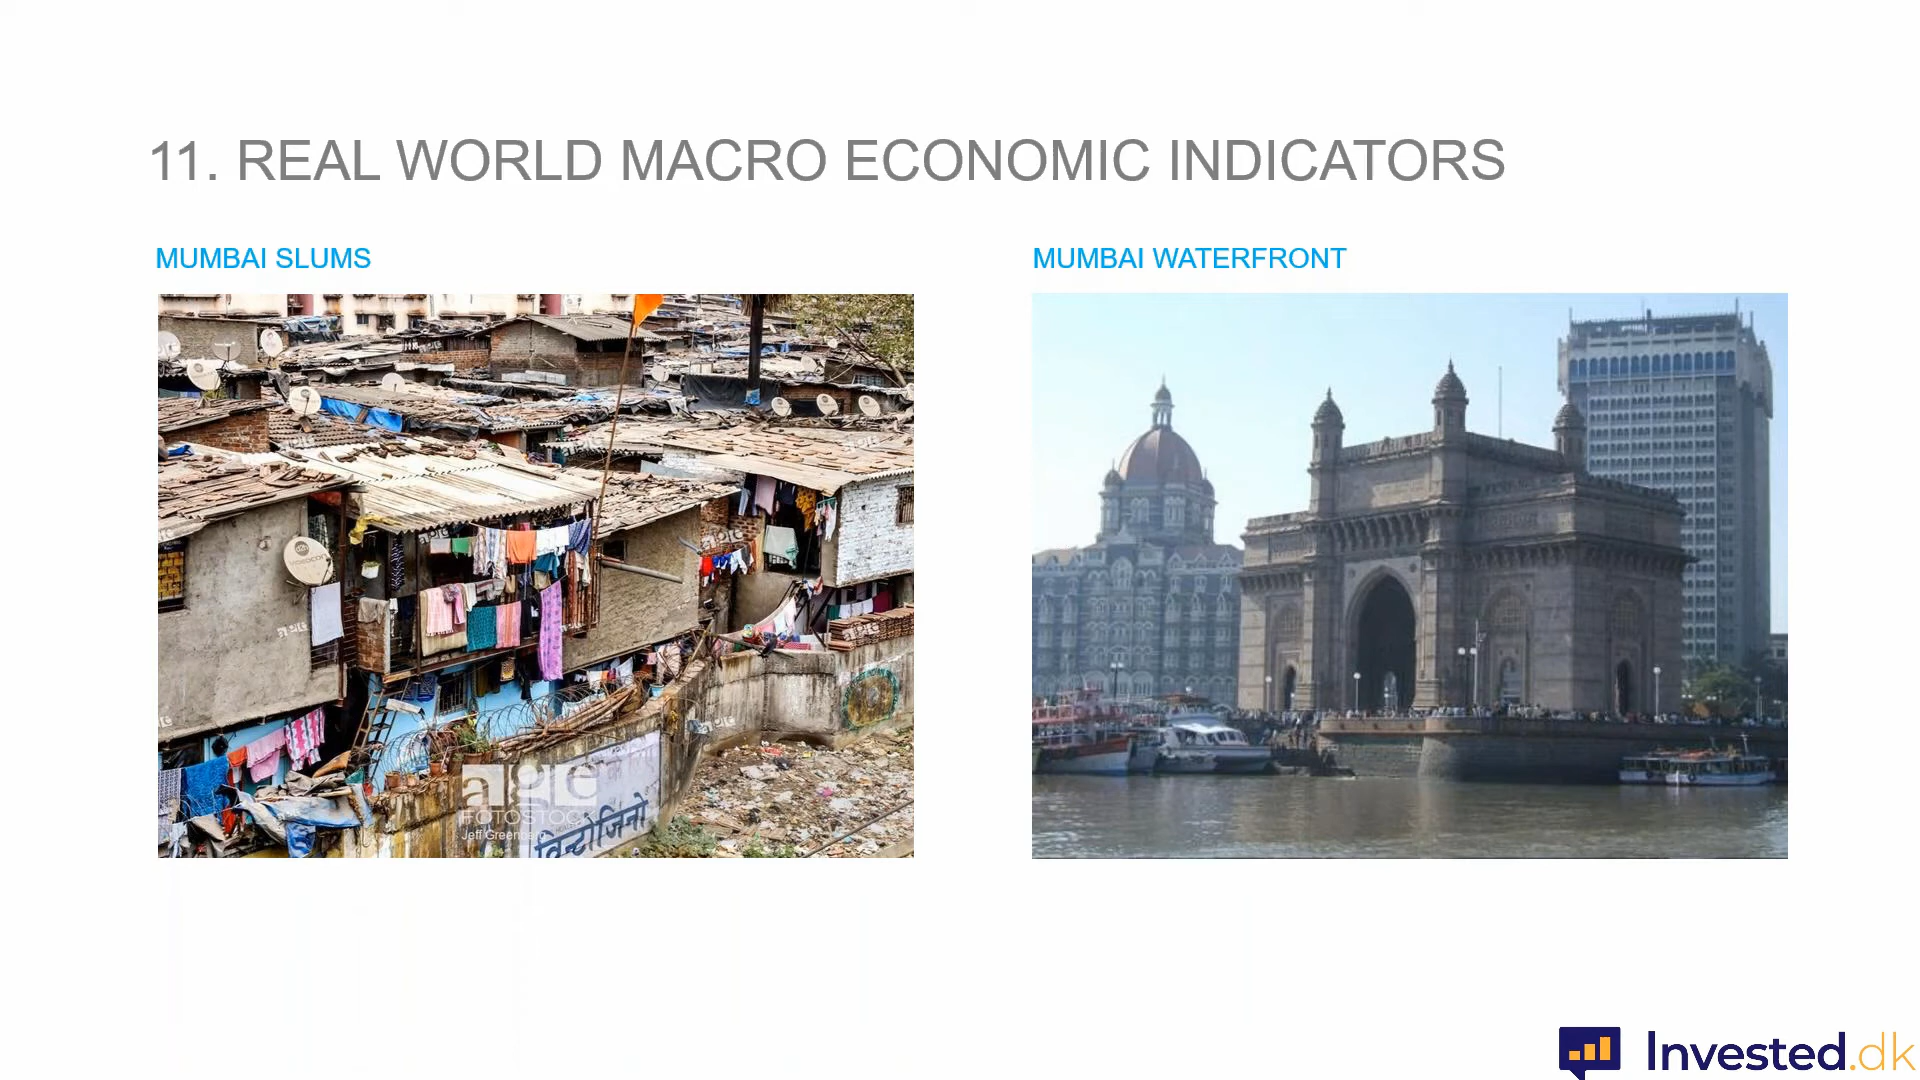 11. REAL WORLD MACRO ECONOMIC INDICATORS
MUMBAI SLUMS
MUMBAI WATERFRONT
age
FOTOSTOCK
Jeff Greenberg
Invested.dk